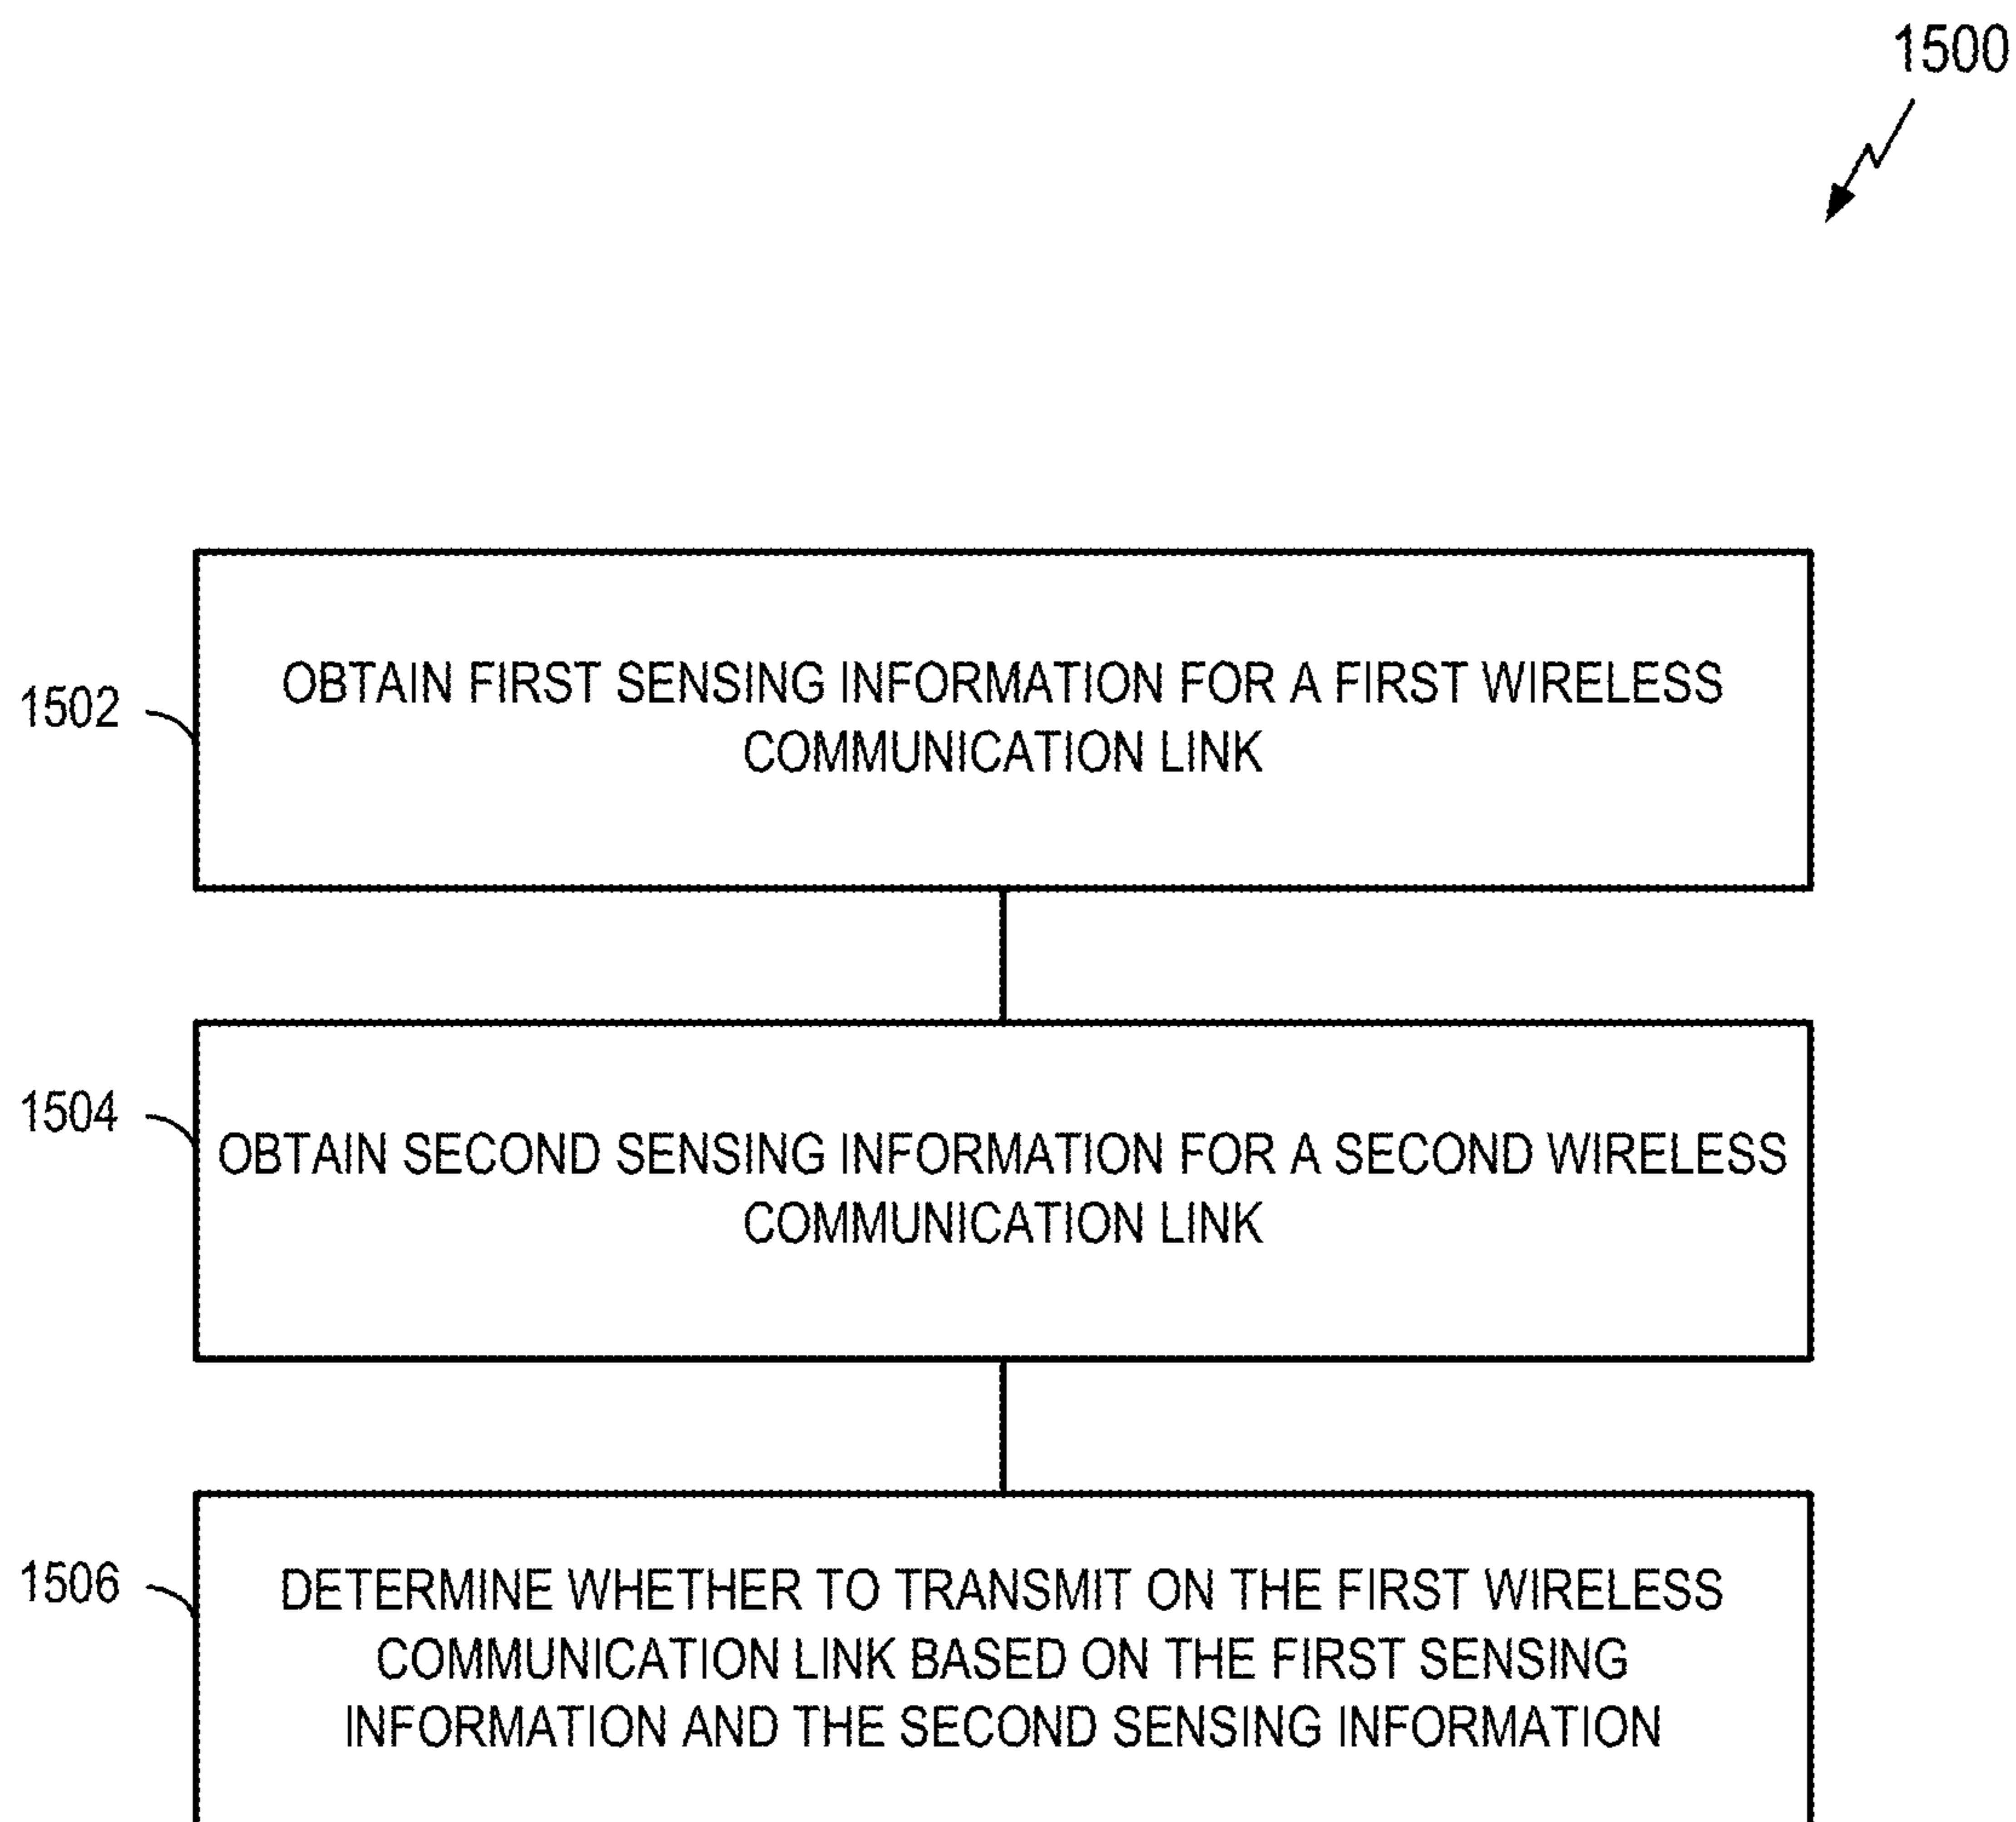 1500
1502
OBTAIN FIRST SENSING INFORMATION FOR A FIRST WIRELESS
COMMUNICATION LINK
1504
OBTAIN SECOND SENSING INFORMATION FOR A SECOND WIRELESS
COMMUNICATION LINK
1506
DETERMINE WHETHER TO TRANSMIT ON THE FIRST WIRELESS
COMMUNICATION LINK BASED ON THE FIRST SENSING
INFORMATION AND THE SECOND SENSING INFORMATION